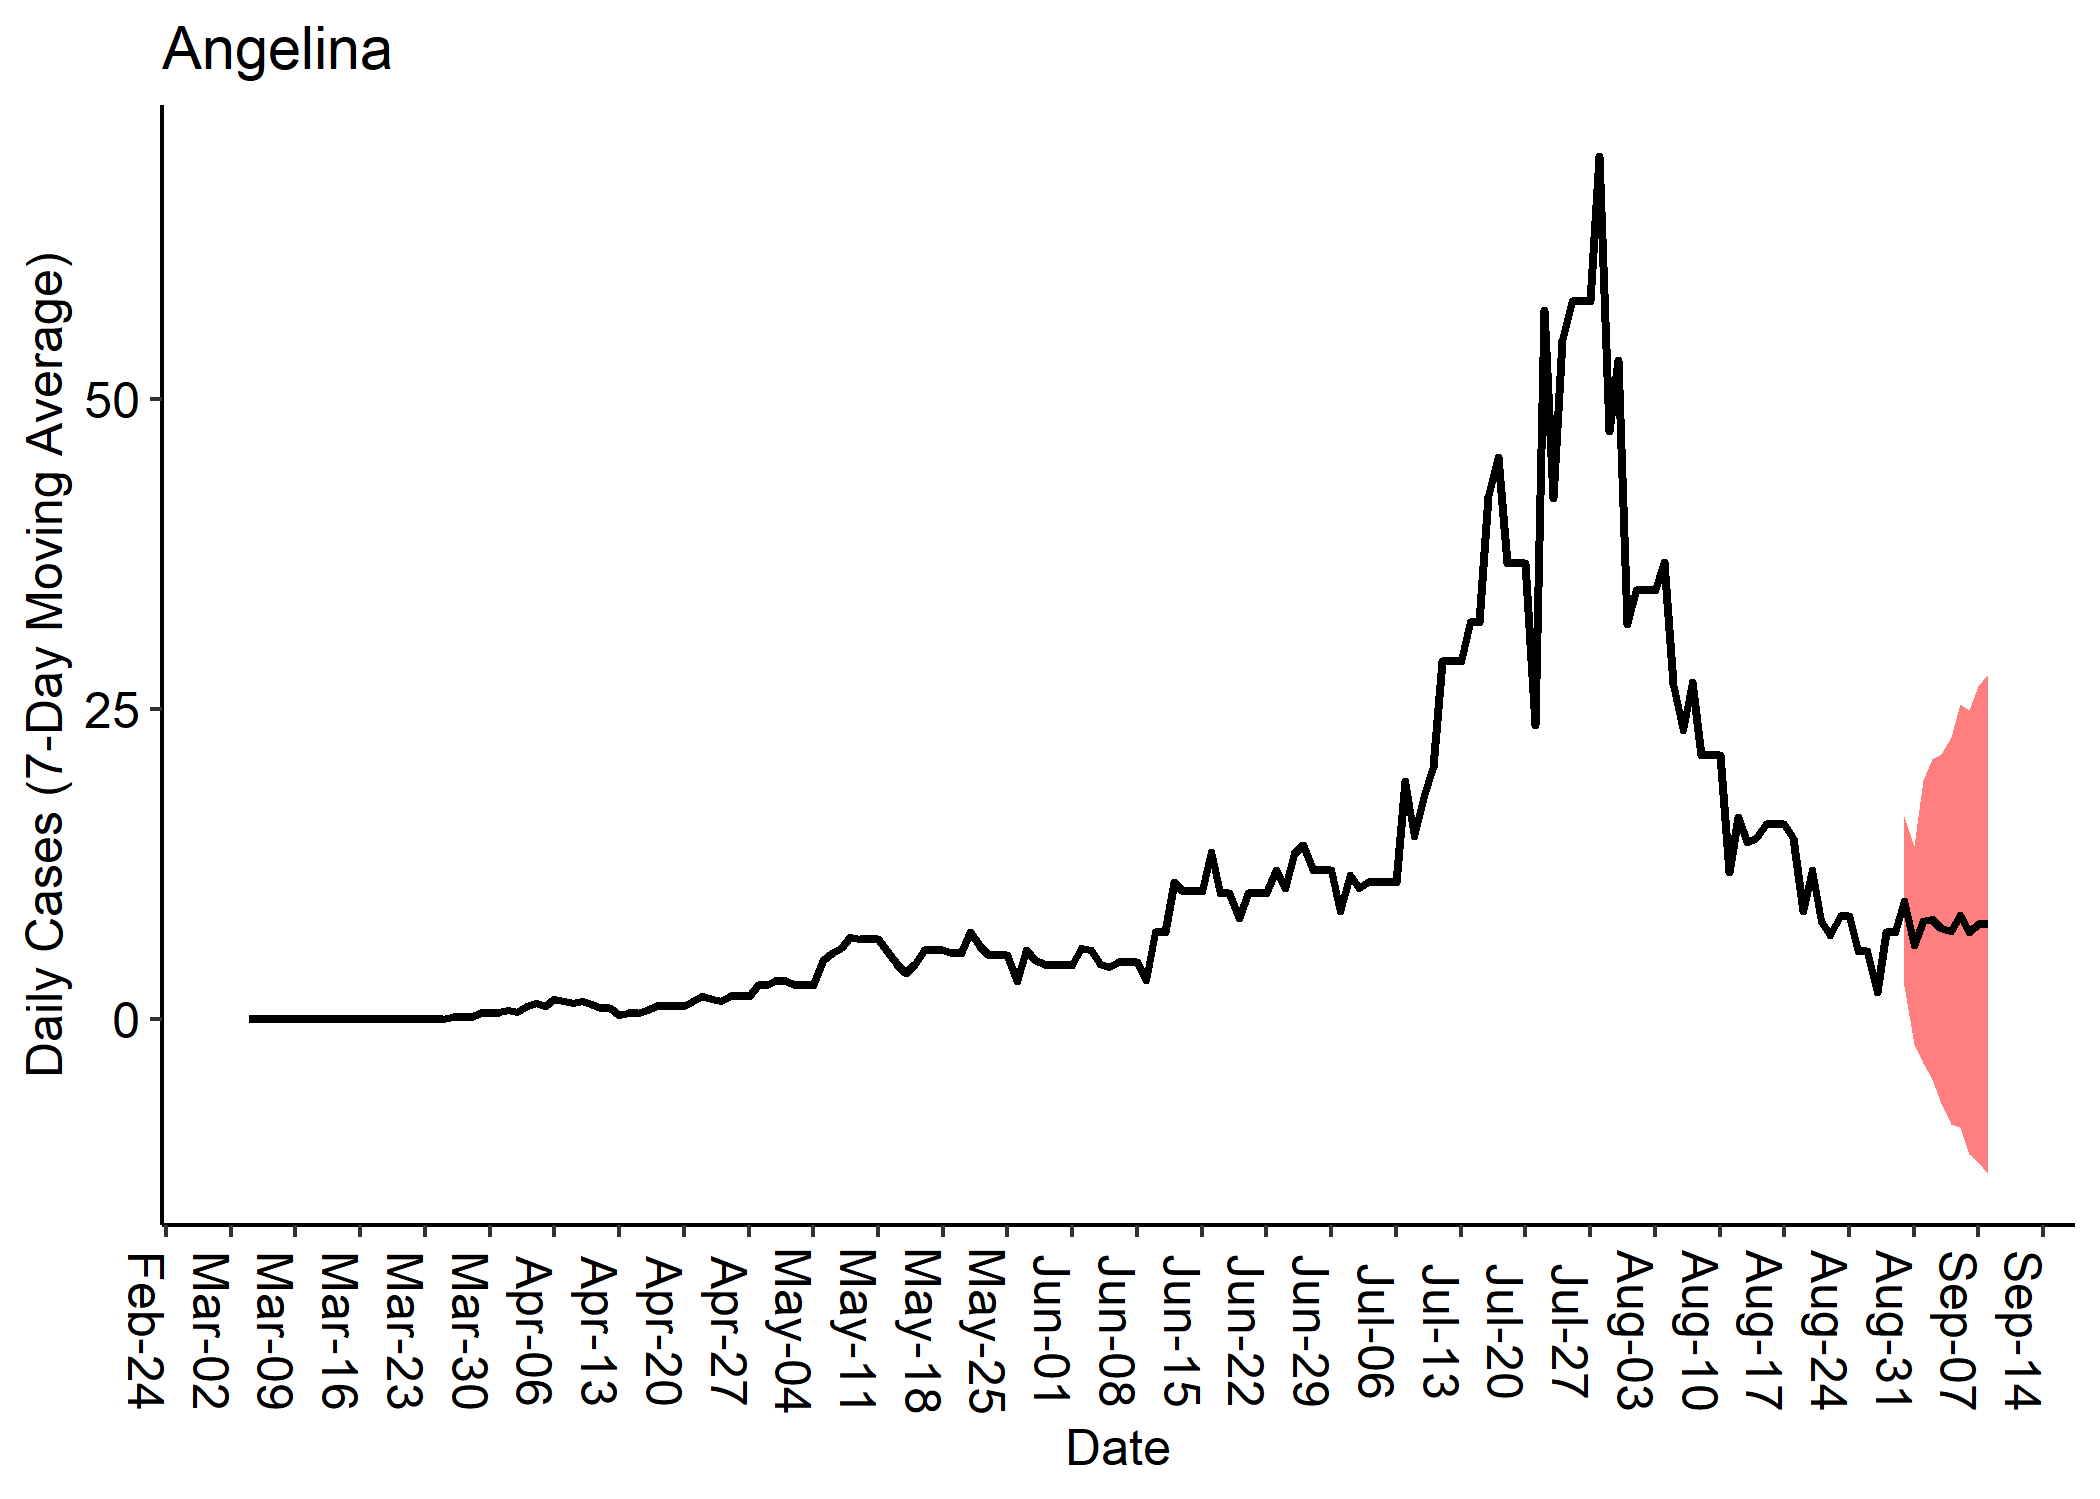 Angelina
Daily Cases (7-Day Moving Average)
50
25
0
Feb-24
Mar-02
Mar-09
Mar-16
Mar-23
Mar-30
Apr-06
Apr-13
Apr-20
Apr-27
May-04
May-11
May-18
May-25
Jun-01
Jun-08
Jun-15
Jun-22
Jun-29
Jul-06
Jul-13
Jul-20
Jul-27
Aug-03
Aug-10
Aug-17
Aug-24
Aug-31
Sep-07
Sep-14
Date